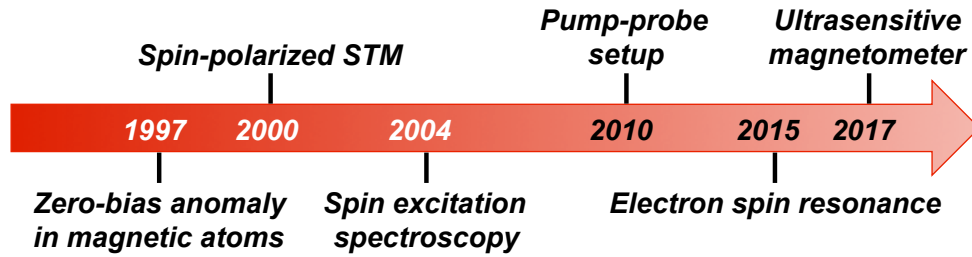 Pump-probe
setup
Ultrasensitive
magnetometer
Spin-polarized STM
1997
2000
2004
2010
2015
2017
Zero-bias anomaly
in magnetic atoms
Spin excitation
spectroscopy
Electron spin resonance